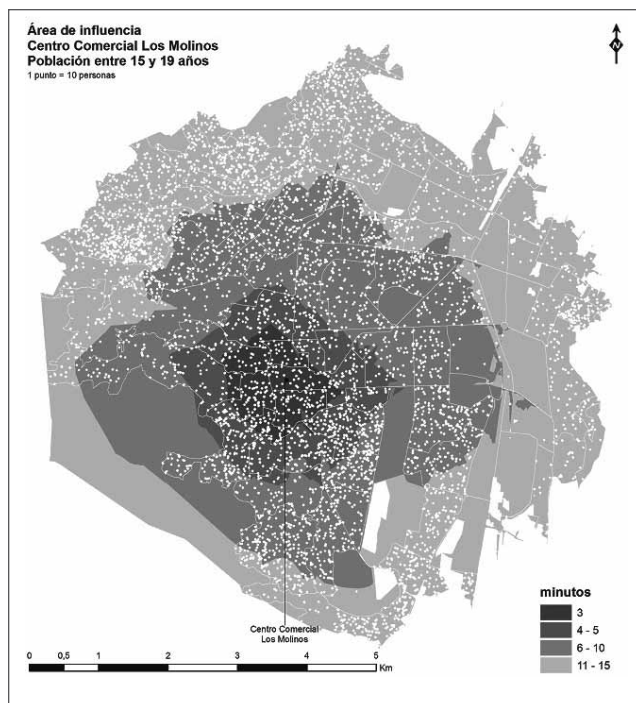 Área de influencia
Centro Comercial Los Molinos
Población entre 15 y 19 años
1 punto = 10 personas
N
Centro Comercial
Los Molinos
minutos
3
4 - 5
6 - 10
11 - 15
0 0,5 1 2 3 4 5
Km